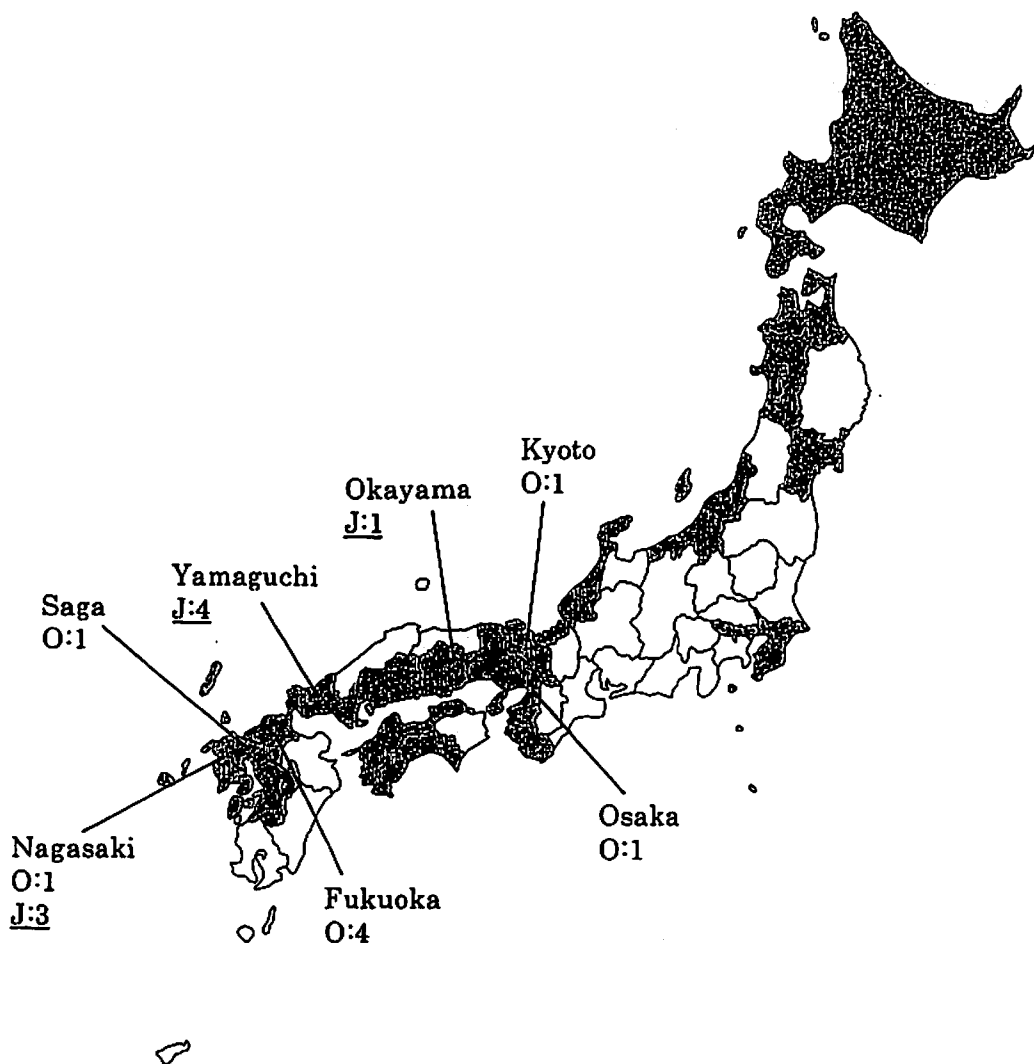 Kyoto
O:1
Okayama
J:1
Yamaguchi
J:4
Saga
O:1
Osaka
O:1
Nagasaki
O:1
J:3
Fukuoka
O:4